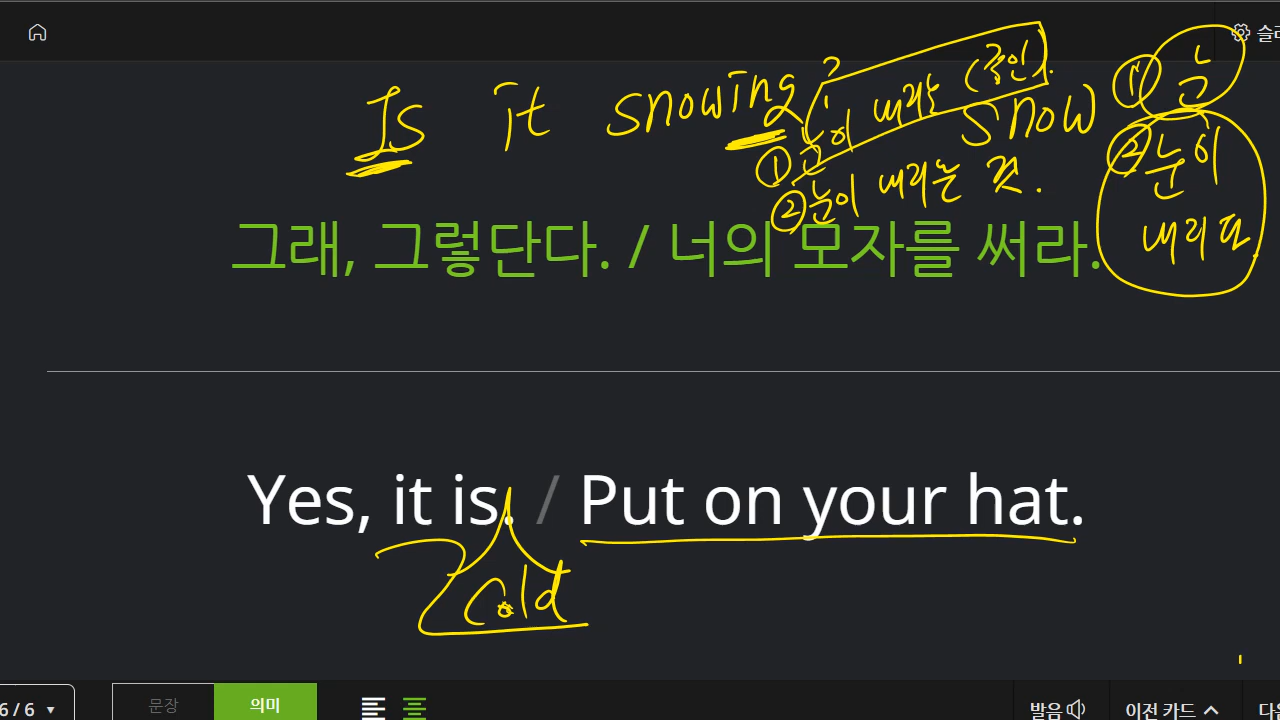 슬라
Is it snowing?
① 눈이 내리는 (중인).
② 눈이 내리는 것.
snow
① 눈
② 눈이
내리다
그래, 그렇단다. / 너의 모자를 써라.
Yes, it is. / Put on your hat.
cold
6 / 6
문장
의미
발음
이전 카드
다음